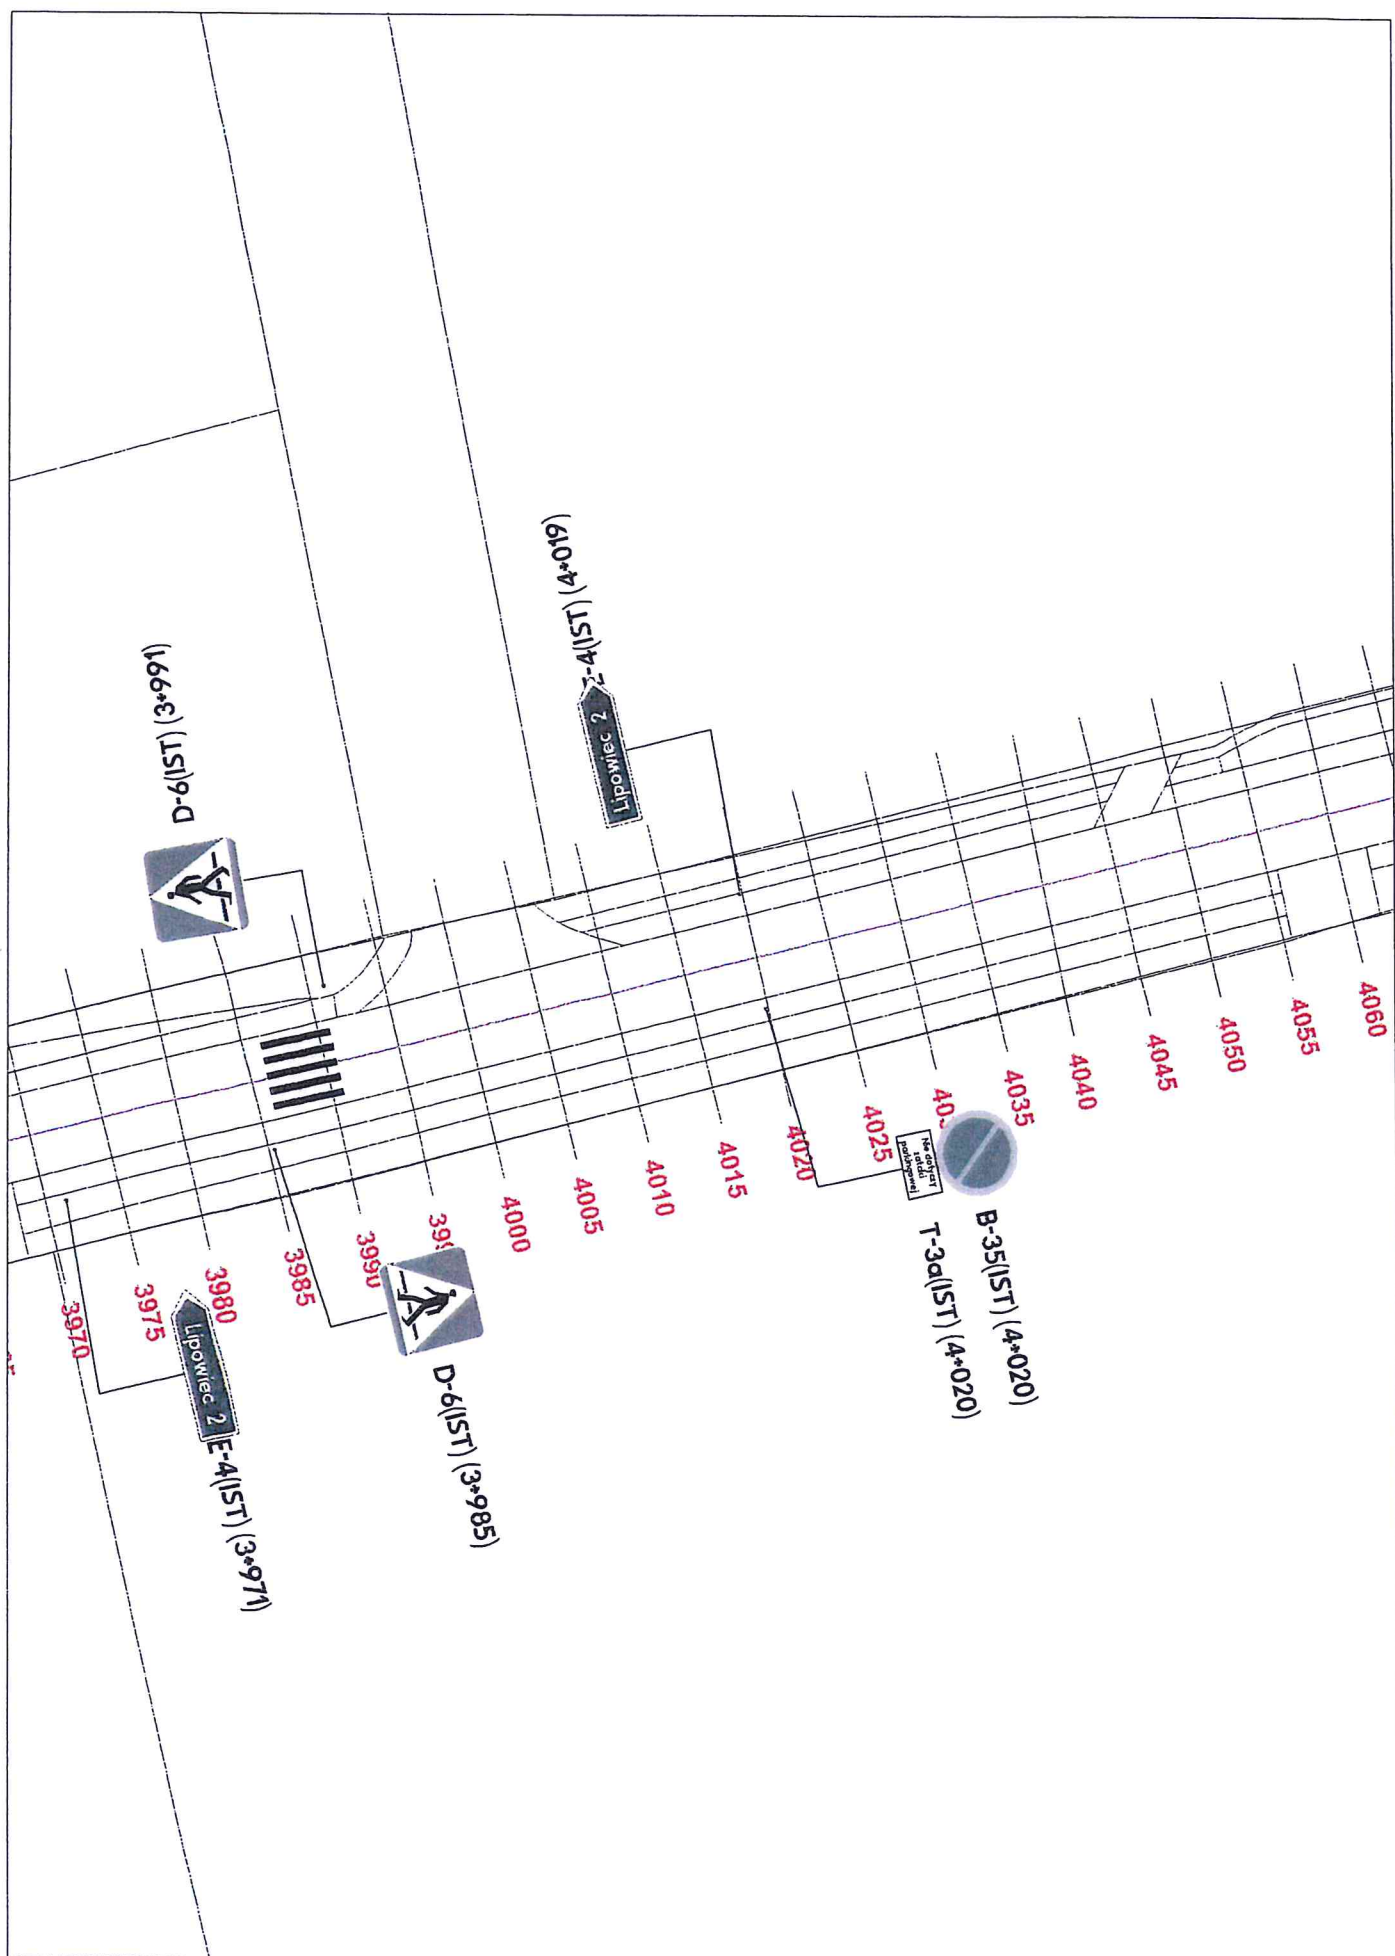 D-6(IST) (3+991)
E-4(IST) (4+019)
Lipowiec 2
3970
3975
3980
3985
3990
4000
4005
4010
4015
4020
4025
4035
4040
4045
4050
4055
4060
Nie dotyczy
zatoki
parkingowej
B-35(IST) (4+020)
T-3a(IST) (4+020)
D-6(IST) (3+985)
Lipowiec 2
E-4(IST) (3+971)